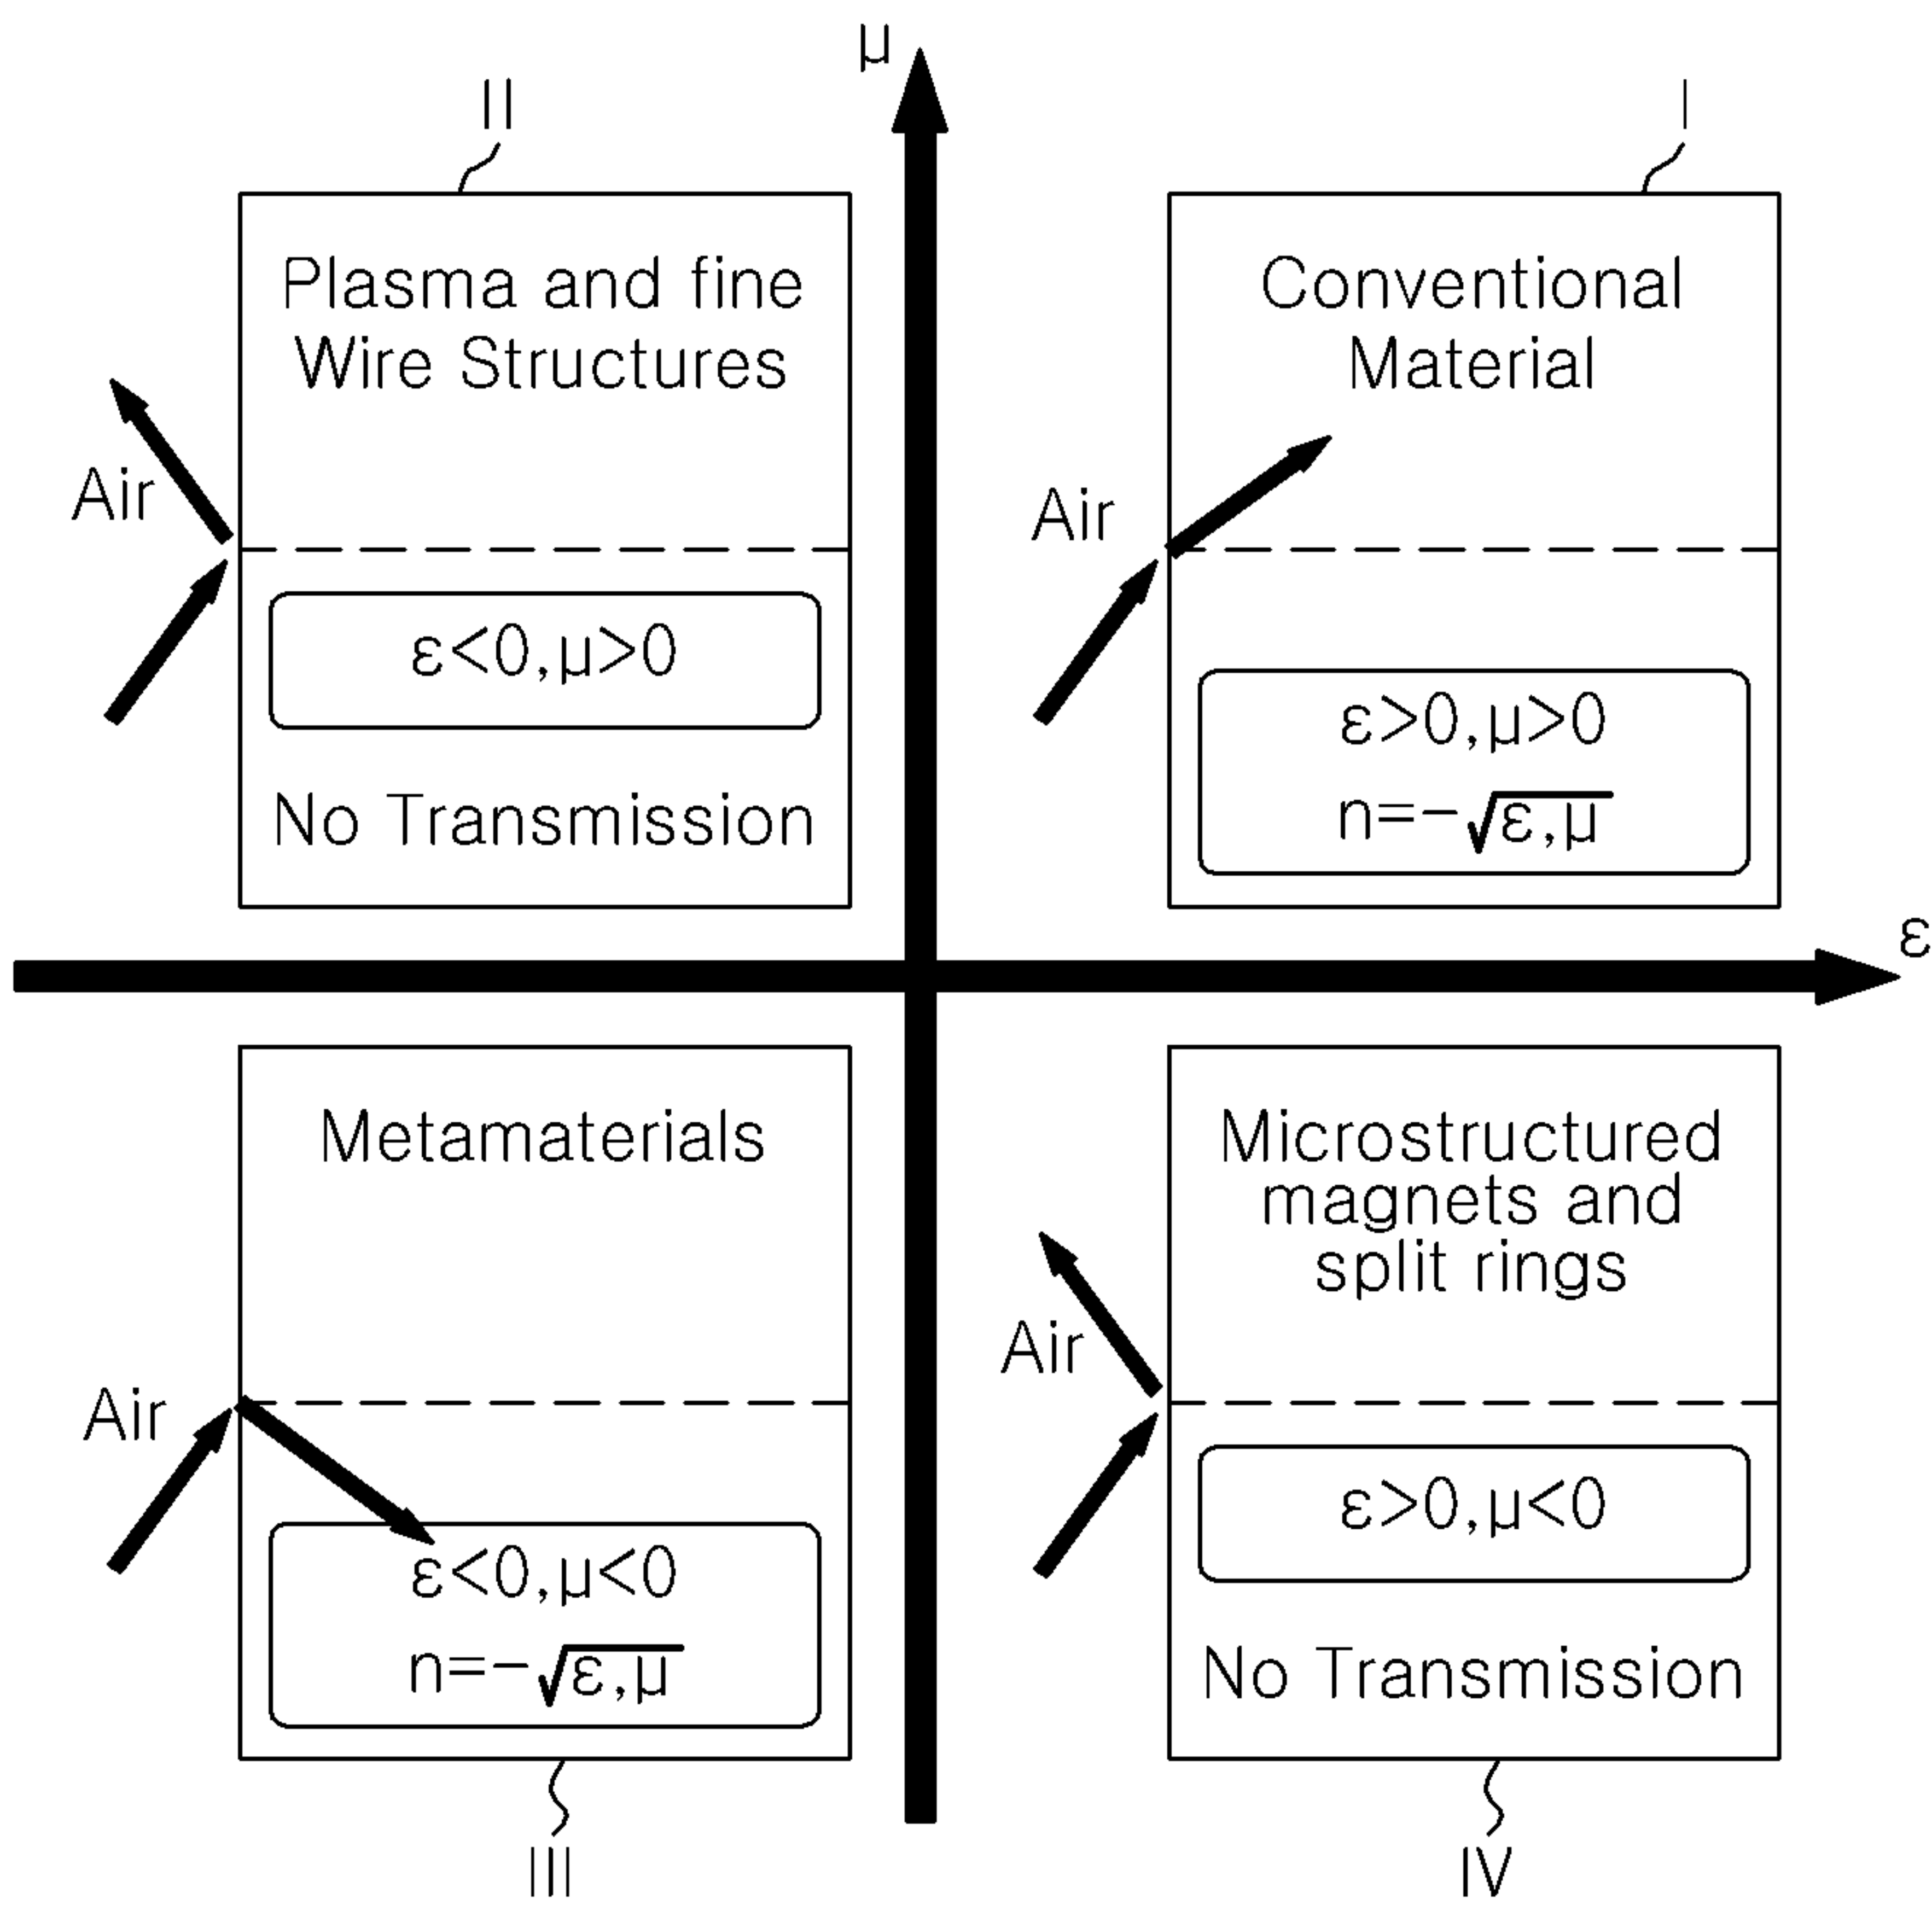 μ
II
I
Plasma and fine
Wire Structures
Air
ε<0,μ>0
No Transmission
Conventional
Material
Air
ε>0,μ>0
n=-√ε,μ
ε
Metamaterials
Air
ε<0,μ<0
n=-√ε,μ
III
Microstructured
magnets and
split rings
Air
ε>0,μ<0
No Transmission
IV